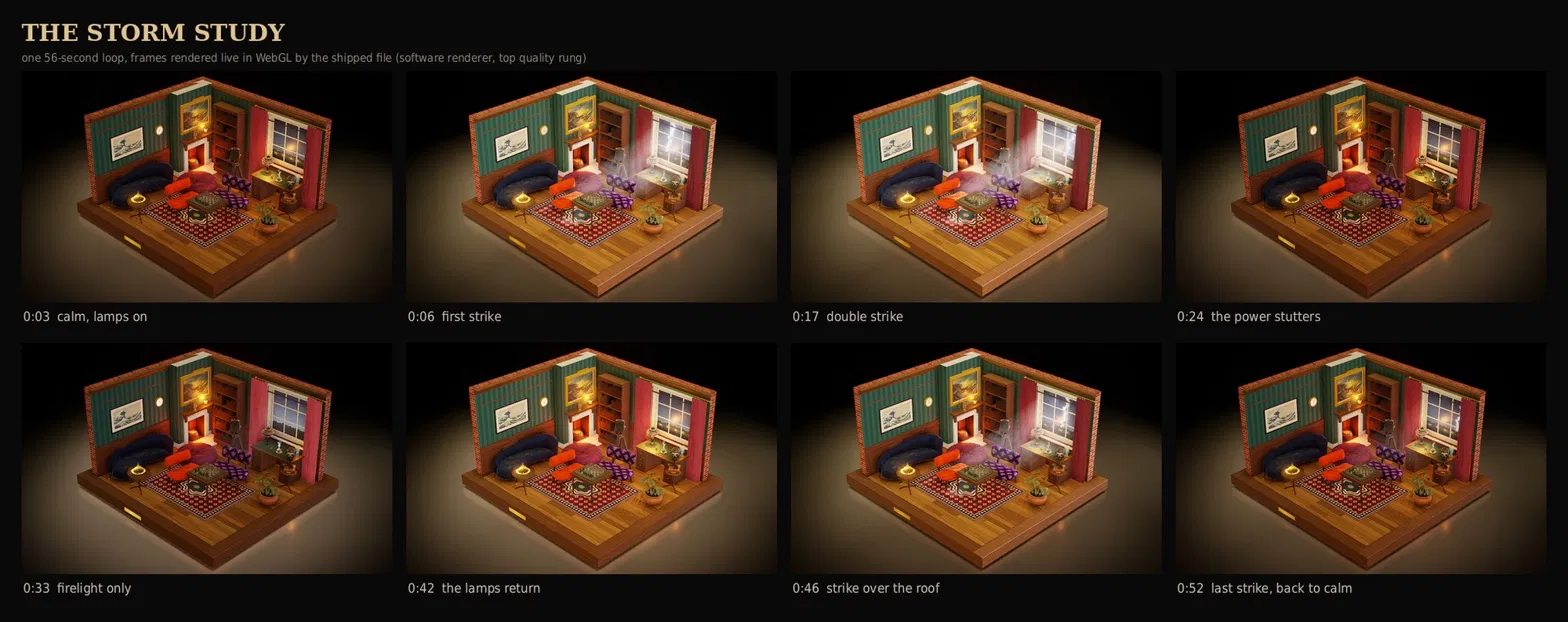 THE STORM STUDY
one 56-second loop, frames rendered live in WebGL by the shipped file (software renderer, top quality rung)
0:03 calm, lamps on
0:06 first strike
0:17 double strike
0:24 the power stutters
0:33 firelight only
0:42 the lamps return
0:46 strike over the roof
0:52 last strike, back to calm